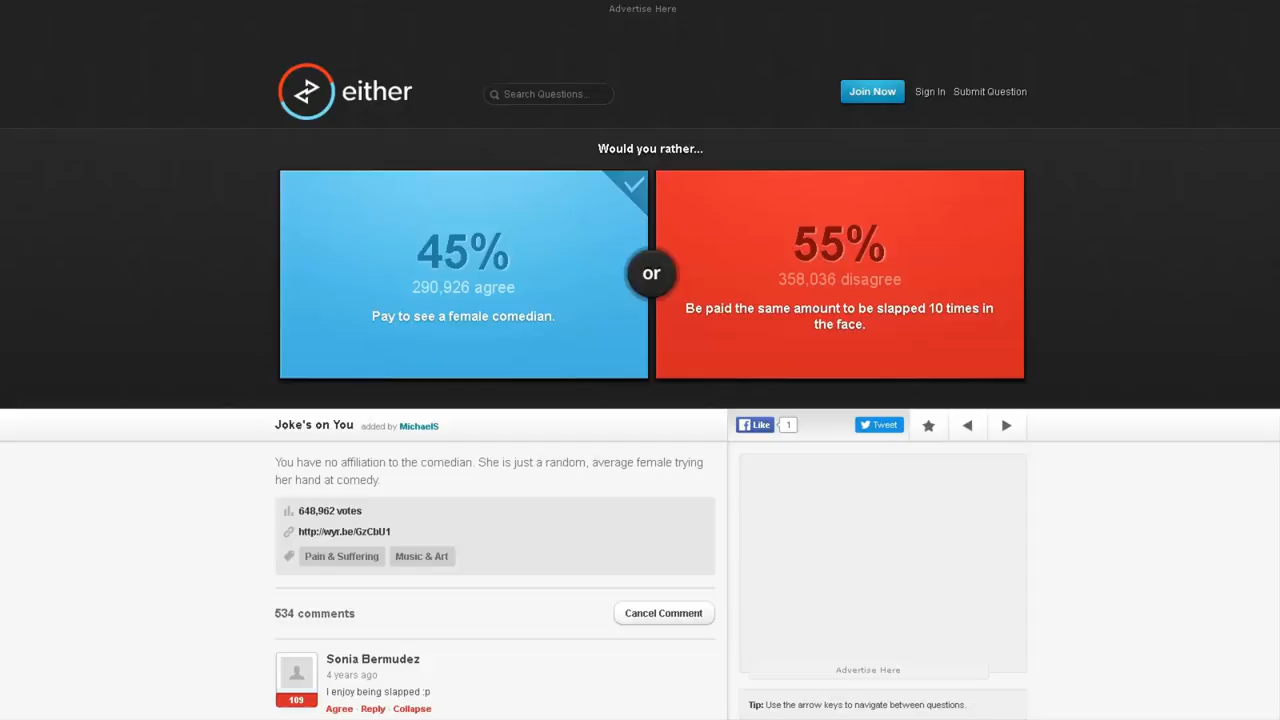 Advertise Here
either
Search Questions...
Join Now
Sign In
Submit Question
Would you rather...
45%
290,926 agree
Pay to see a female comedian.
or
55%
358,036 disagree
Be paid the same amount to be slapped 10 times in
the face.
Joke's on You added by MichaelS
Like 1
Tweet
You have no affiliation to the comedian. She is just a random, average female trying
her hand at comedy.
648,962 votes
http://wyr.be/GzCbU1
Pain & Suffering
Music & Art
534 comments
Cancel Comment
Sonia Bermudez
4 years ago
I enjoy being slapped :p
109
Agree · Reply · Collapse
Advertise Here
Tip: Use the arrow keys to navigate between questions.